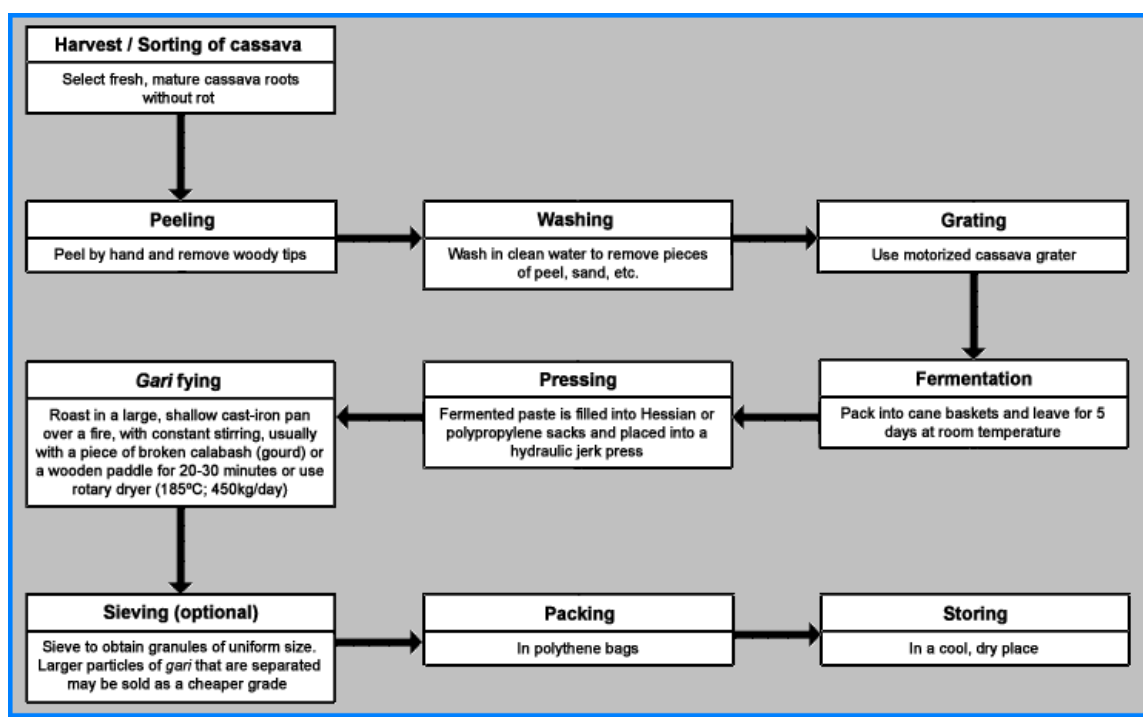 Harvest / Sorting of cassava
Select fresh, mature cassava roots
without rot
Peeling
Peel by hand and remove woody tips
Washing
Wash in clean water to remove pieces
of peel, sand, etc.
Grating
Use motorized cassava grater
Fermentation
Pack into cane baskets and leave for 5
days at room temperature
Pressing
Fermented paste is filled into Hessian or
polypropylene sacks and placed into a
hydraulic jerk press
Gari fying
Roast in a large, shallow cast-iron pan
over a fire, with constant stirring, usually
with a piece of broken calabash (gourd) or
a wooden paddle for 20-30 minutes or use
rotary dryer (185ºC; 450kg/day)
Sieving (optional)
Sieve to obtain granules of uniform size.
Larger particles of gari that are separated
may be sold as a cheaper grade
Packing
In polythene bags
Storing
In a cool, dry place